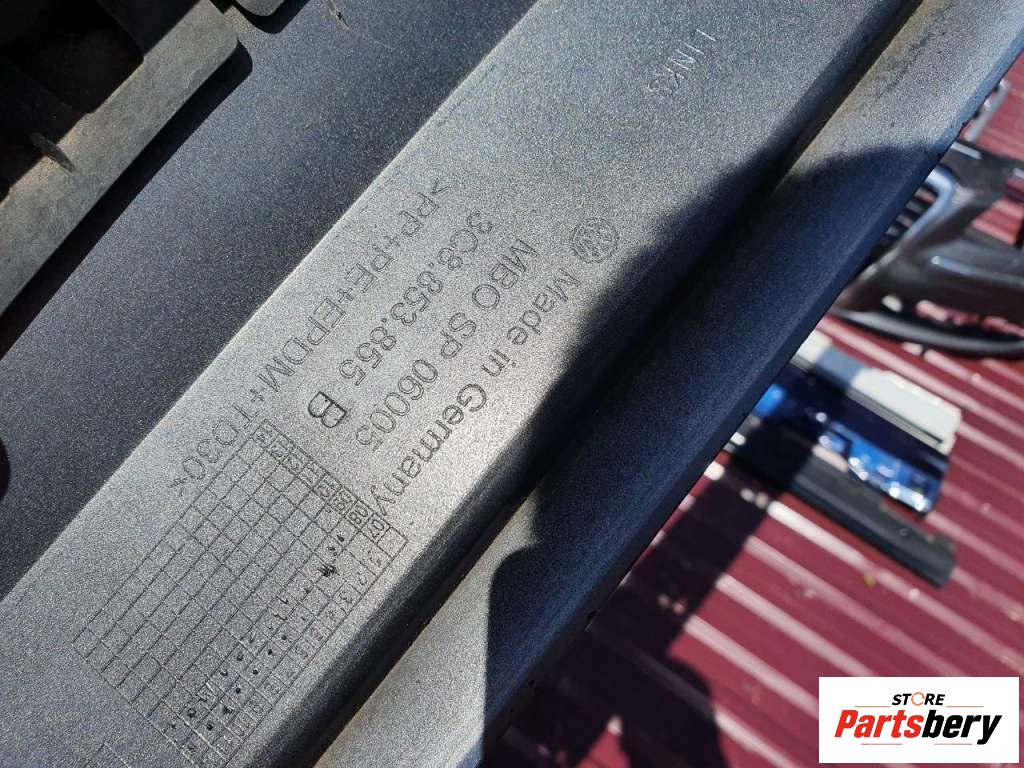 LINKS
Made in Germany
MBO SP 06005
3C8.853.855 B
>PP+PE+EPDM+TD30<
STORE
Partsbery